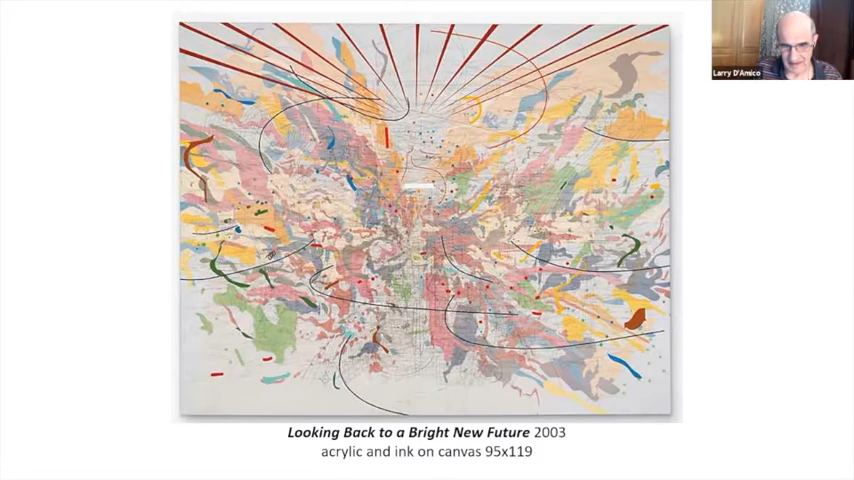 Larry D'Amico
Looking Back to a Bright New Future 2003
acrylic and ink on canvas 95x119